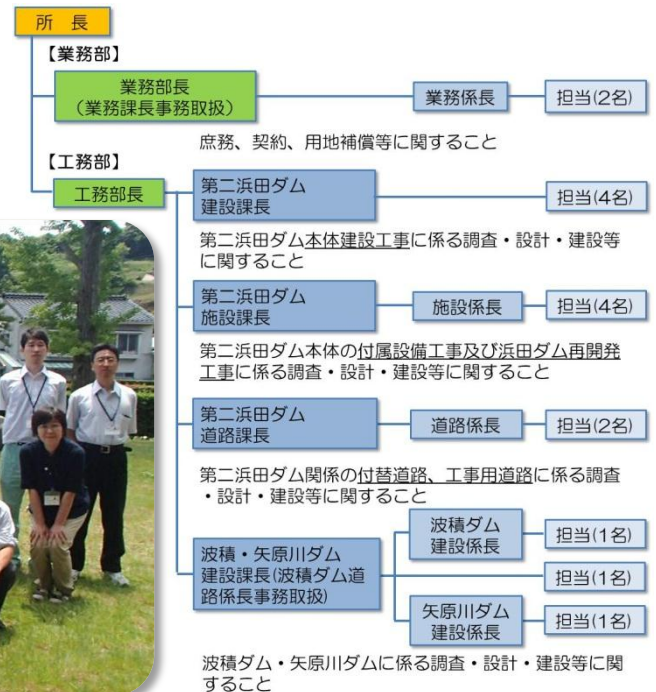 所　長
【業務部】
業務部長
（業務課長事務取扱）
業務係長
担当(2名)
庶務、契約、用地補償等に関すること
【工務部】
工務部長
第二浜田ダム
建設課長
担当(4名)
第二浜田ダム本体建設工事に係る調査・設計・建設等
に関すること
第二浜田ダム
施設課長
施設係長
担当(4名)
第二浜田ダム本体の付属設備工事及び浜田ダム再開発
工事に係る調査・設計・建設等に関すること
第二浜田ダム
道路課長
道路係長
担当(2名)
第二浜田ダム関係の付替道路、工事用道路に係る調査
・設計・建設等に関すること
波積・矢原川ダム
建設課長(波積ダム道
路係長事務取扱)
波積ダム
建設係長
担当(1名)
担当(1名)
矢原川ダム
建設係長
担当(1名)
波積ダム・矢原川ダムに係る調査・設計・建設等に関
すること